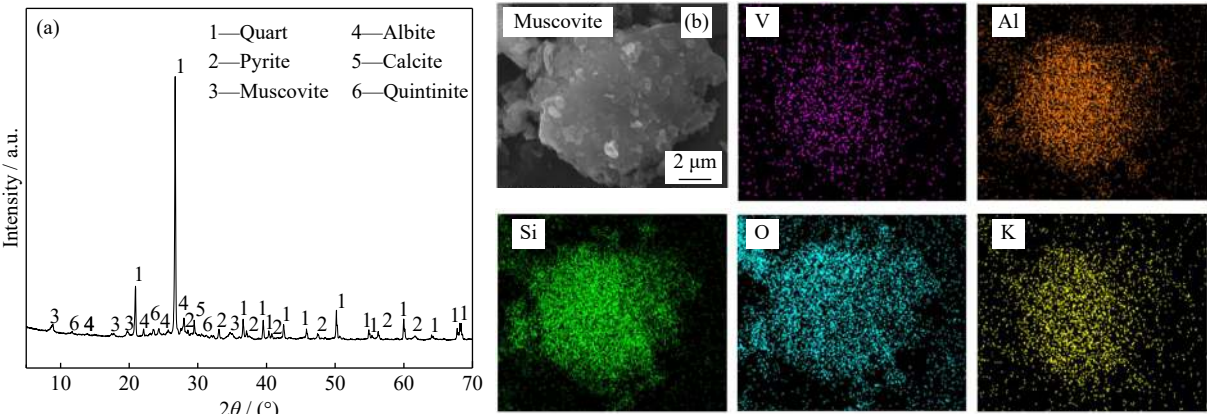 (a)
1—Quart 4—Albite
2—Pyrite 5—Calcite
3—Muscovite 6—Quintinite
Intensity / a.u.
1
1
3 6 4 3 3 4 6 4 4 2 5 6 2 3 1 2 1 1 2 1 1 2 1 1 1 2 1 2 1 1 1
10 20 30 40 50 60 70
2θ / (°)
Muscovite (b)
2 μm
V
Al
Si
O
K